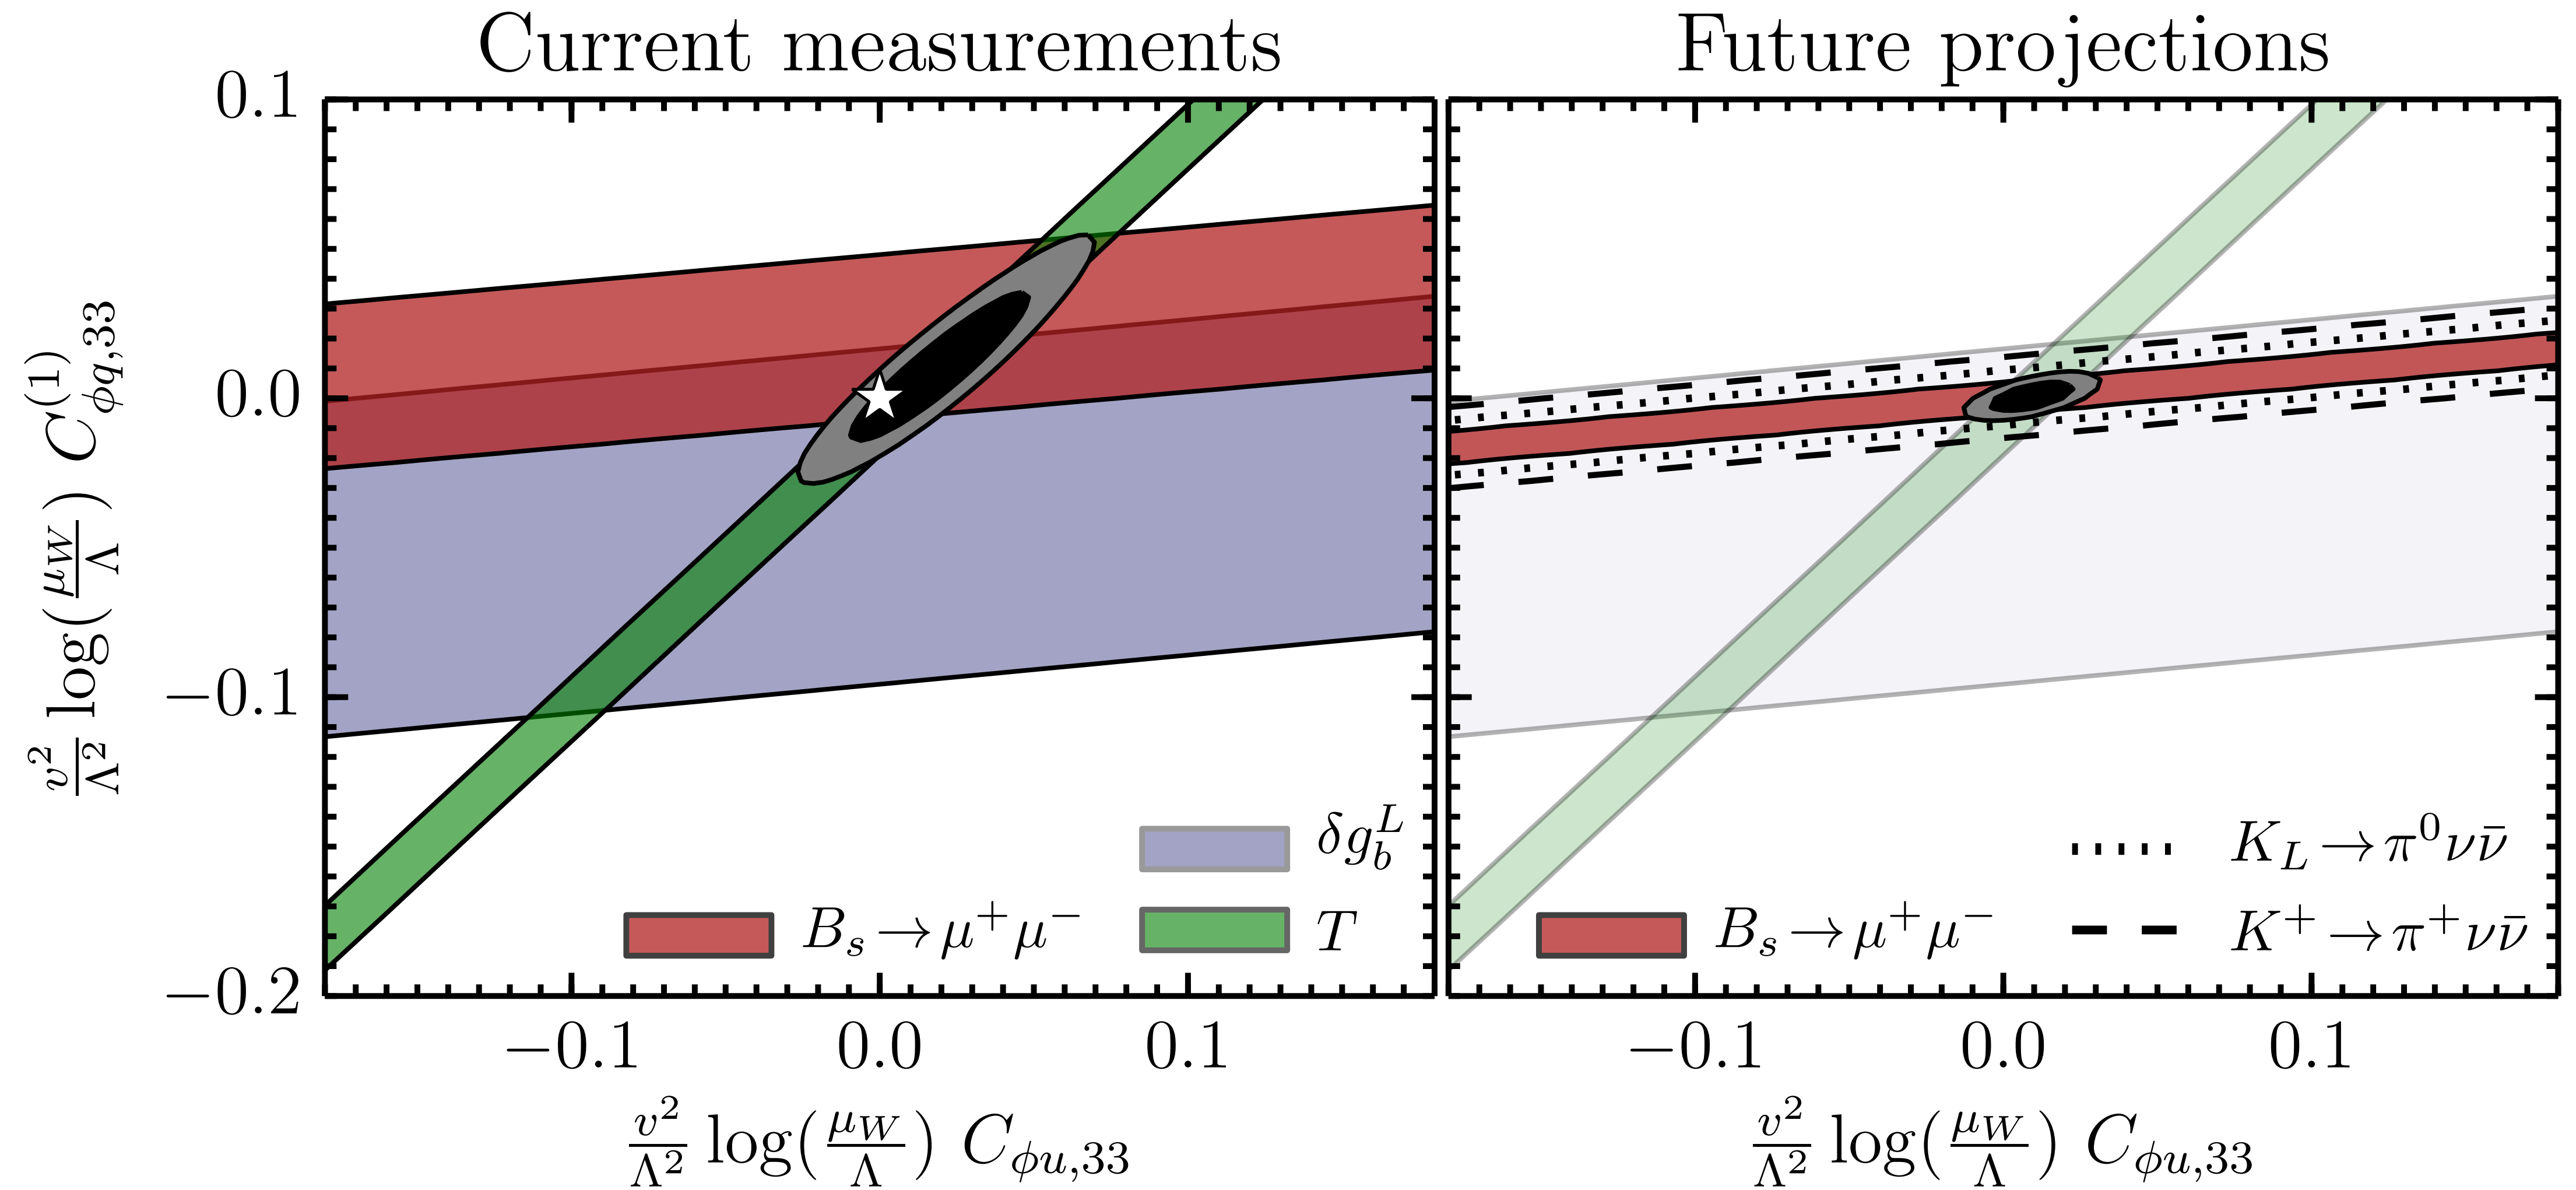 Current measurements
Future projections
0.1
0.0
−0.1
−0.2
v²/Λ² log(μ_W/Λ) C^(1)_ϕq,33
δg_b^L
B_s→μ⁺μ⁻
T
K_L→π⁰νν̄
B_s→μ⁺μ⁻
K⁺→π⁺νν̄
−0.1 0.0 0.1
−0.1 0.0 0.1
v²/Λ² log(μ_W/Λ) C_ϕu,33
v²/Λ² log(μ_W/Λ) C_ϕu,33